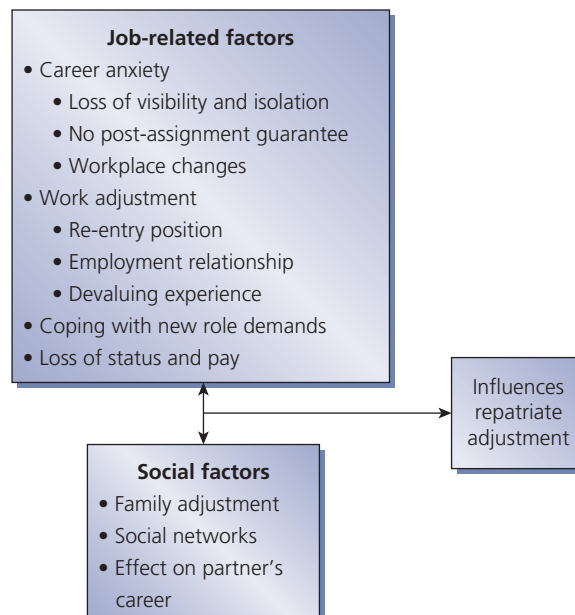 Job-related factors
• Career anxiety
• Loss of visibility and isolation
• No post-assignment guarantee
• Workplace changes
• Work adjustment
• Re-entry position
• Employment relationship
• Devaluing experience
• Coping with new role demands
• Loss of status and pay
Influences
repatriate
adjustment
Social factors
• Family adjustment
• Social networks
• Effect on partner’s
career